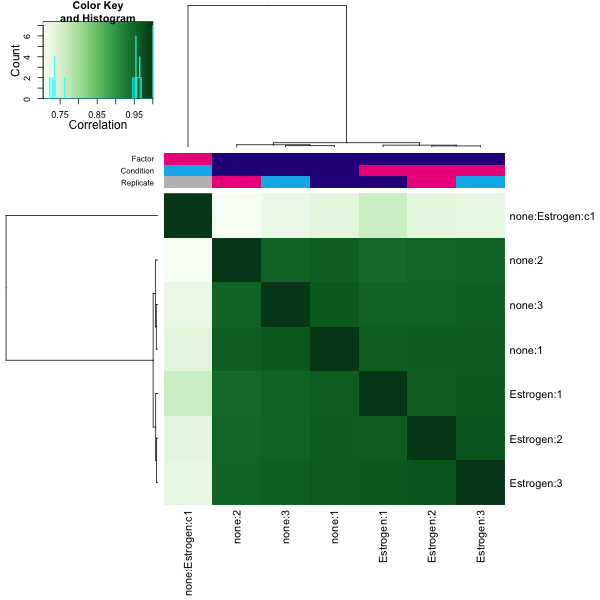 Color Key
and Histogram
Count
0 2 4 6
0.75 0.85 0.95
Correlation
Factor
Condition
Replicate
none:Estrogen:c1
none:2
none:3
none:1
Estrogen:1
Estrogen:2
Estrogen:3
none:Estrogen:c1
none:2
none:3
none:1
Estrogen:1
Estrogen:2
Estrogen:3